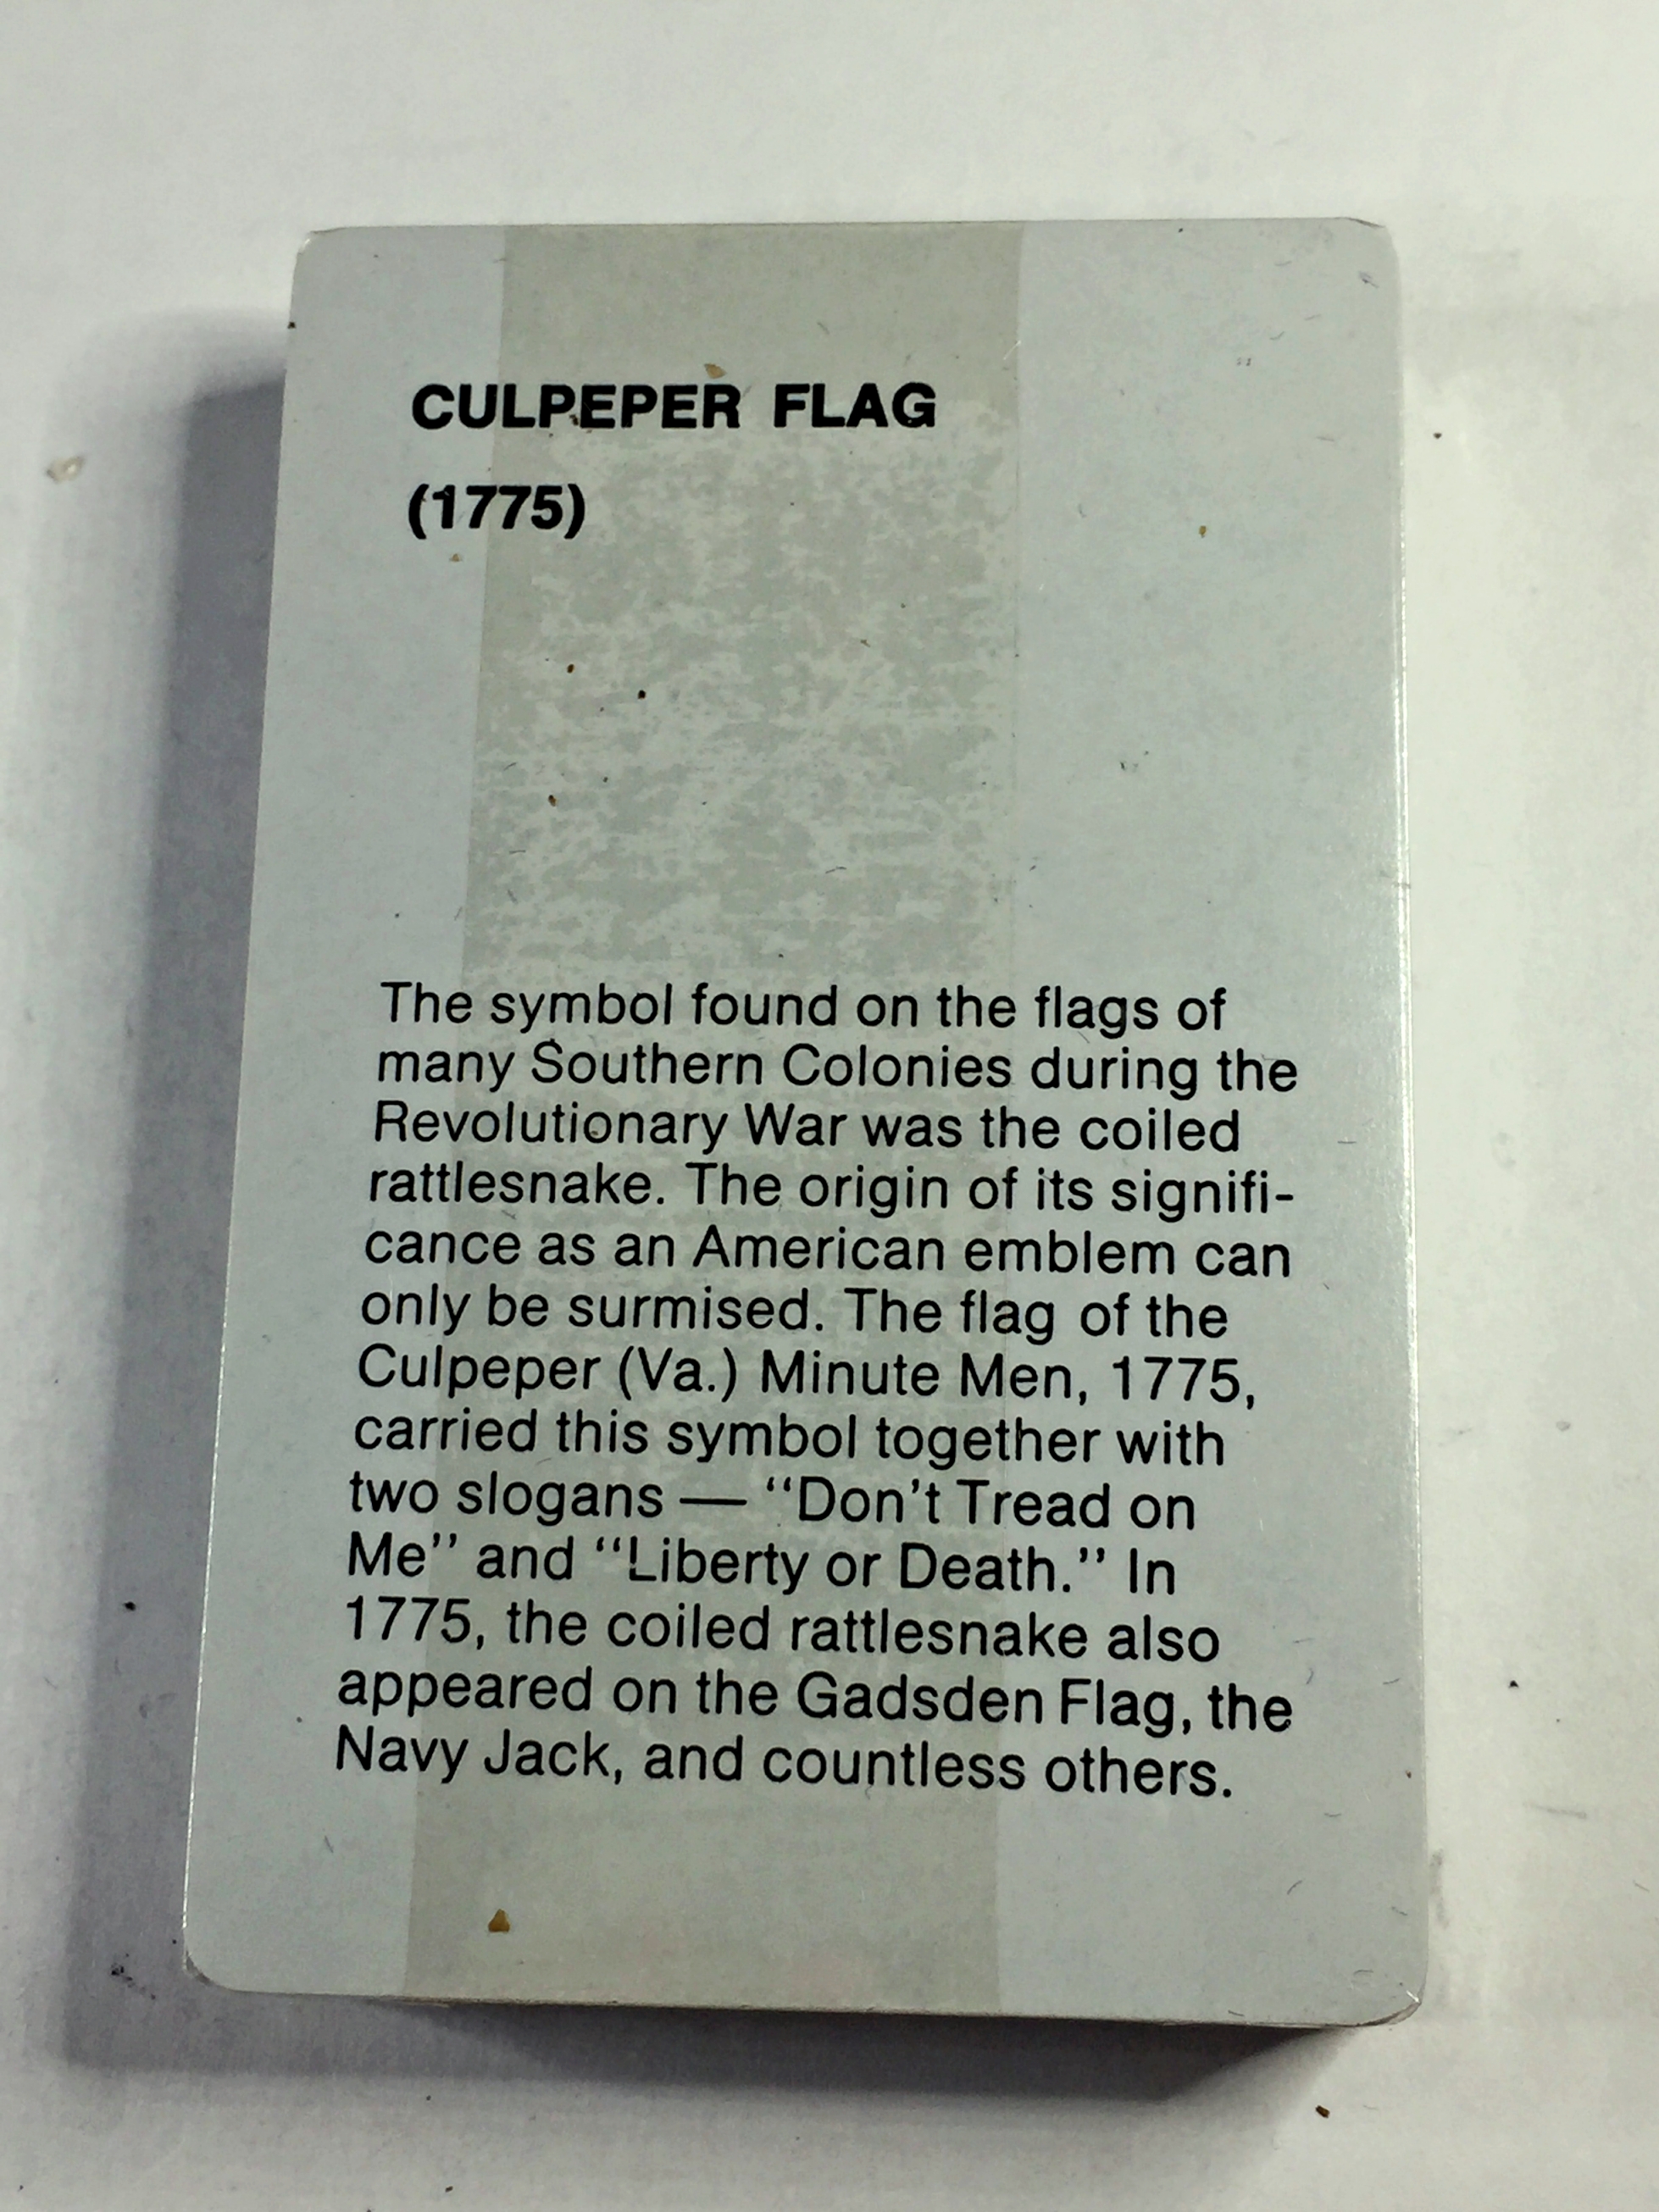 CULPEPER FLAG
(1775)
The symbol found on the flags of
many Southern Colonies during the
Revolutionary War was the coiled
rattlesnake. The origin of its signifi-
cance as an American emblem can
only be surmised. The flag of the
Culpeper (Va.) Minute Men, 1775,
carried this symbol together with
two slogans — ‘‘Don't Tread on
Me’’ and ‘‘Liberty or Death.’’ In
1775, the coiled rattlesnake also
appeared on the Gadsden Flag, the
Navy Jack, and countless others.